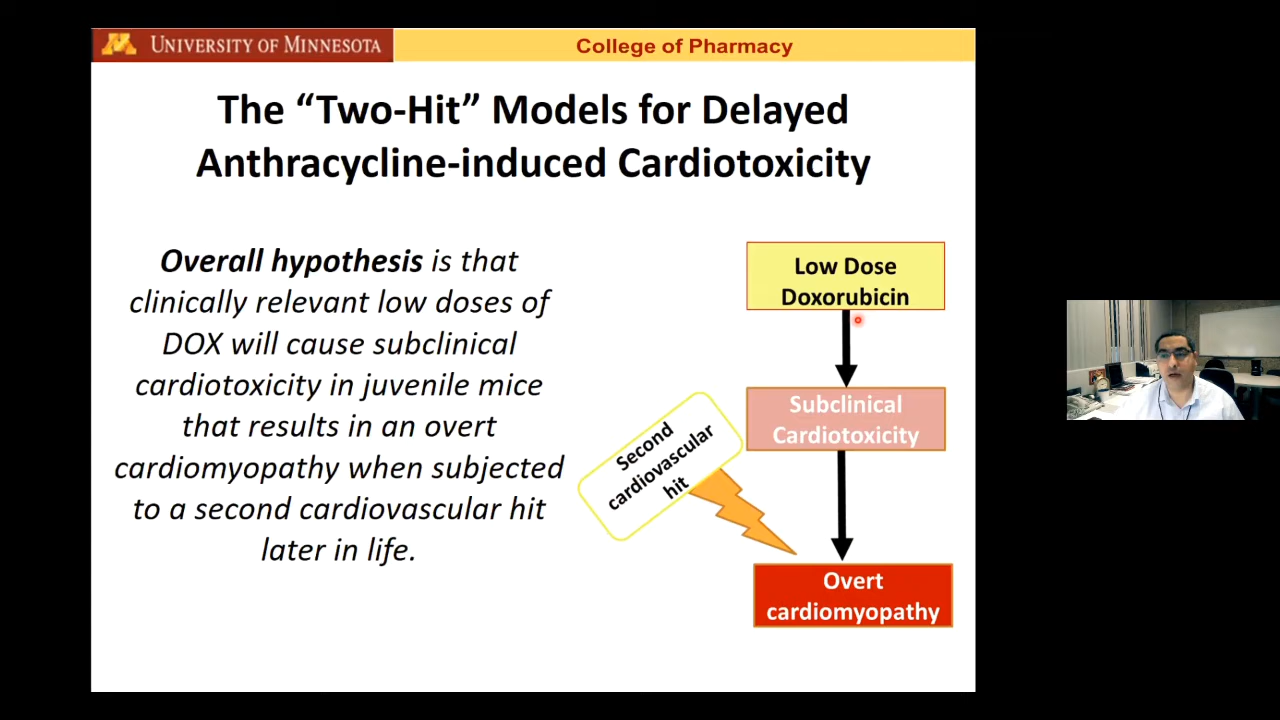 UNIVERSITY OF MINNESOTA
College of Pharmacy
The “Two-Hit” Models for Delayed
Anthracycline-induced Cardiotoxicity
Overall hypothesis is that
clinically relevant low doses of
DOX will cause subclinical
cardiotoxicity in juvenile mice
that results in an overt
cardiomyopathy when subjected
to a second cardiovascular hit
later in life.
Low Dose
Doxorubicin
Subclinical
Cardiotoxicity
Second
cardiovascular
hit
Overt
cardiomyopathy